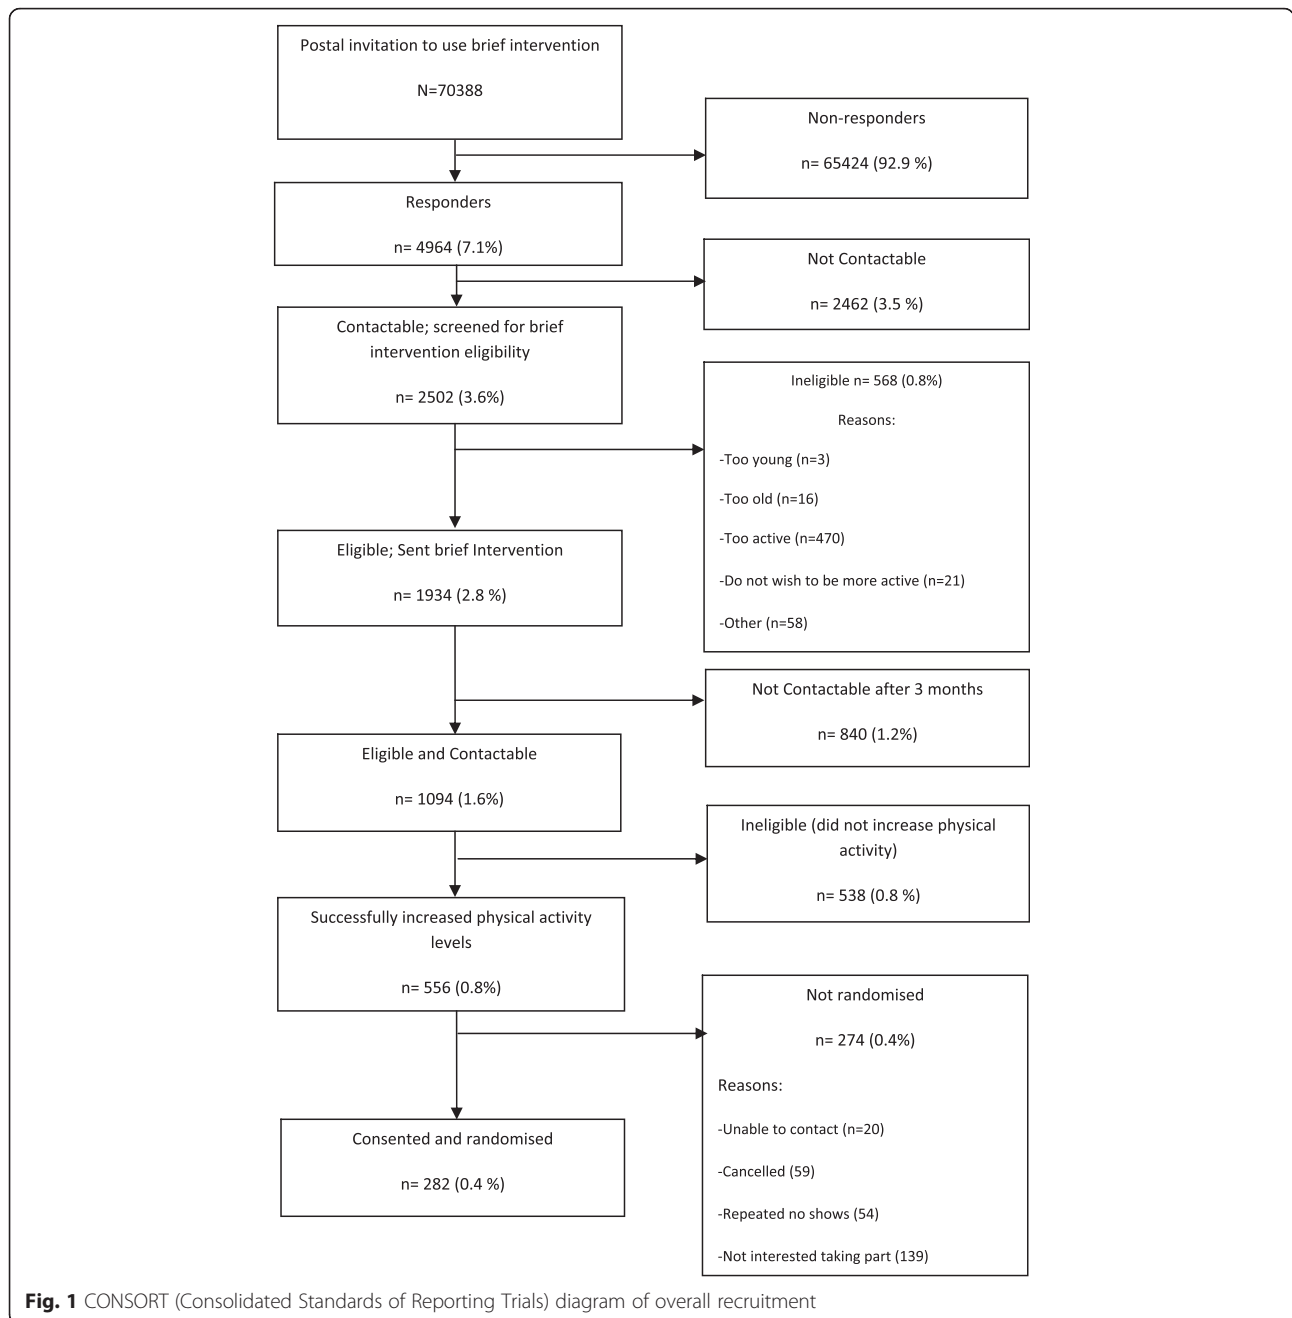 Postal invitation to use brief intervention
N=70388
Non-responders
n= 65424 (92.9 %)
Responders
n= 4964 (7.1%)
Not Contactable
n= 2462 (3.5 %)
Contactable; screened for brief
intervention eligibility
n= 2502 (3.6%)
Ineligible n= 568 (0.8%)
Reasons:
-Too young (n=3)
-Too old (n=16)
-Too active (n=470)
-Do not wish to be more active (n=21)
-Other (n=58)
Eligible; Sent brief Intervention
n= 1934 (2.8 %)
Not Contactable after 3 months
n= 840 (1.2%)
Eligible and Contactable
n= 1094 (1.6%)
Ineligible (did not increase physical
activity)
n= 538 (0.8 %)
Successfully increased physical activity
levels
n= 556 (0.8%)
Not randomised
n= 274 (0.4%)
Reasons:
-Unable to contact (n=20)
-Cancelled (59)
-Repeated no shows (54)
-Not interested taking part (139)
Consented and randomised
n= 282 (0.4 %)
Fig. 1 CONSORT (Consolidated Standards of Reporting Trials) diagram of overall recruitment